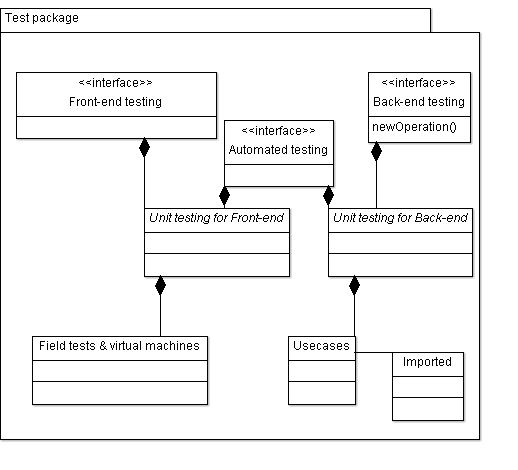 Test package
<<interface>>
Front-end testing
<<interface>>
Back-end testing
newOperation()
<<interface>>
Automated testing
Unit testing for Front-end
Unit testing for Back-end
Field tests & virtual machines
Usecases
Imported